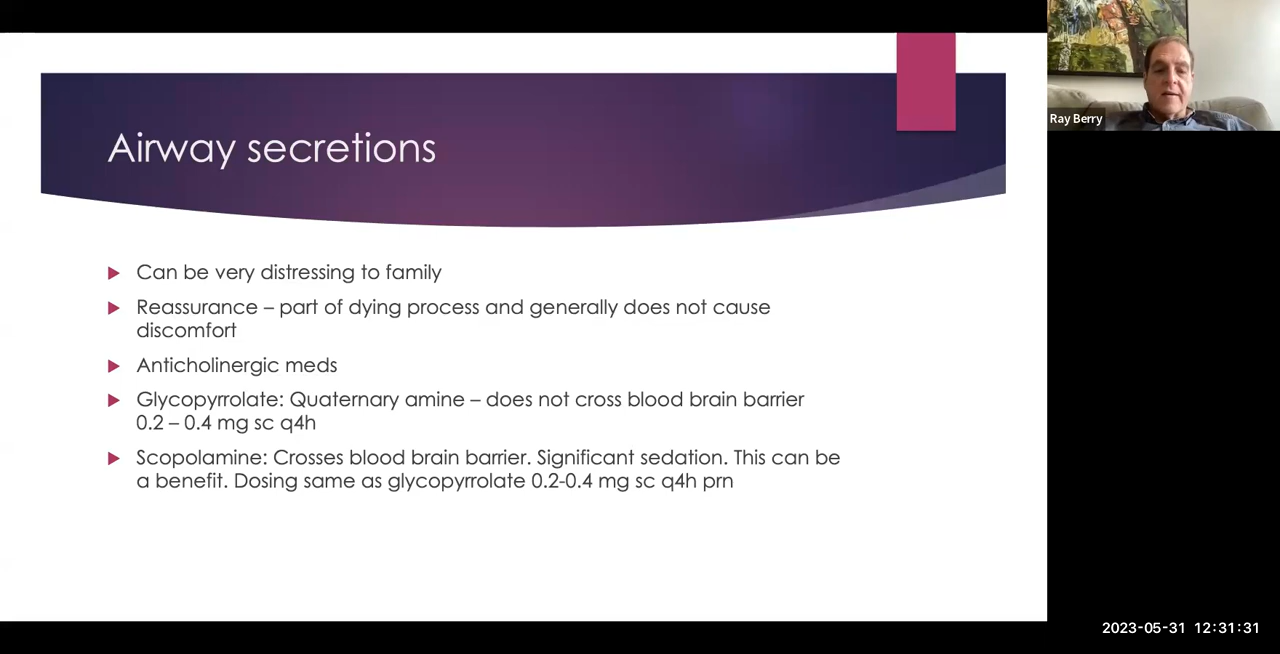 Airway secretions
Can be very distressing to family
Reassurance – part of dying process and generally does not cause
discomfort
Anticholinergic meds
Glycopyrrolate: Quaternary amine – does not cross blood brain barrier
0.2 – 0.4 mg sc q4h
Scopolamine: Crosses blood brain barrier. Significant sedation. This can be
a benefit. Dosing same as glycopyrrolate 0.2-0.4 mg sc q4h prn
Ray Berry
2023-05-31 12:31:31